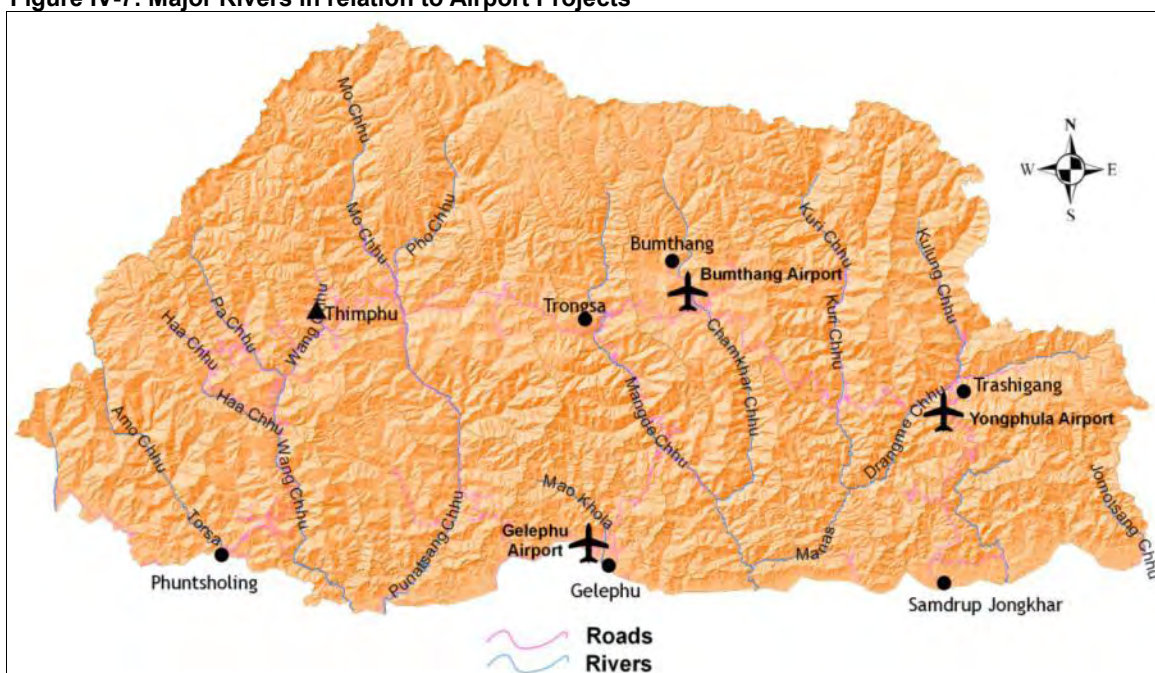 Figure IV-7: Major Rivers in relation to Airport Projects
N
W
E
S
Mo Chhu
Mo Chhu
Pho Chhu
Kuri Chhu
Kuri Chhu
Kulung Chhu
Bumthang
Bumthang Airport
Pa Chhu
Thimphu
Wang Chhu
Trongsa
Chamkhar Chhu
Haa Chhu
Haa Chhu
Wang Chhu
Mangde Chhu
Trashigang
Drangme Chhu
Yongphula Airport
Amo Chhu
Torsa
Punatsang Chhu
Mao Khola
Gelephu
Airport
Manas
Jomotsang Chhu
Phuntsholing
Gelephu
Samdrup Jongkhar
Roads
Rivers